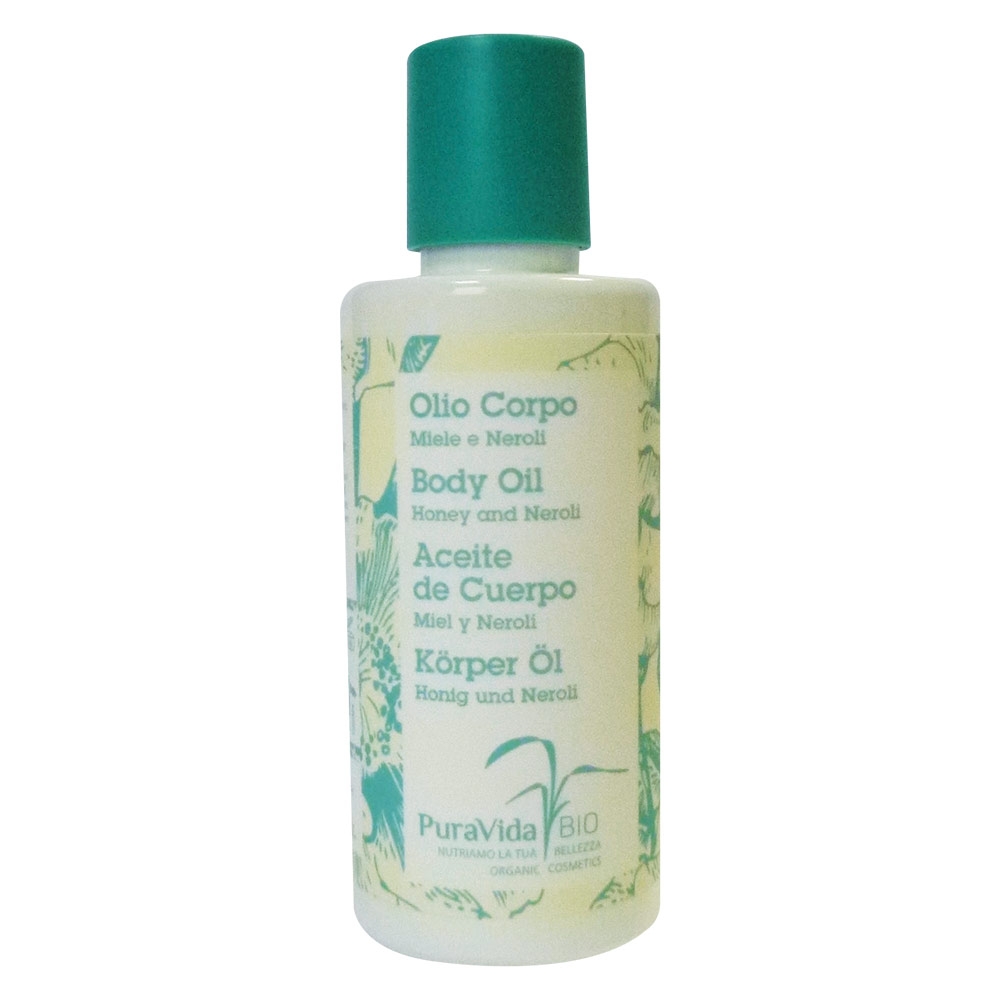 Olio Corpo
Miele e Neroli
Body Oil
Honey and Neroli
Aceite
de Cuerpo
Miel y Neroli
Körper Öl
Honig und Neroli
PuraVida BIO
NUTRIAMO LA TUA BELLEZZA
ORGANIC COSMETICS